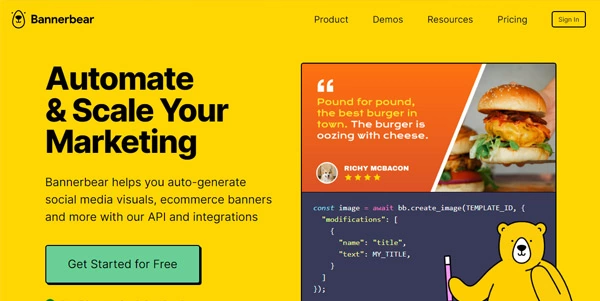 Bannerbear
Product
Demos
Resources
Pricing
Sign In
Automate
& Scale Your
Marketing
Bannerbear helps you auto-generate
social media visuals, ecommerce banners
and more with our API and integrations
Get Started for Free
“
Pound for pound,
the best burger in
town. The burger is
oozing with cheese.
RICHY MCBACON
const image = await bb.create_image(TEMPLATE_ID, {
"modifications": [
{
"name": "title",
"text": MY_TITLE,
}
]
});